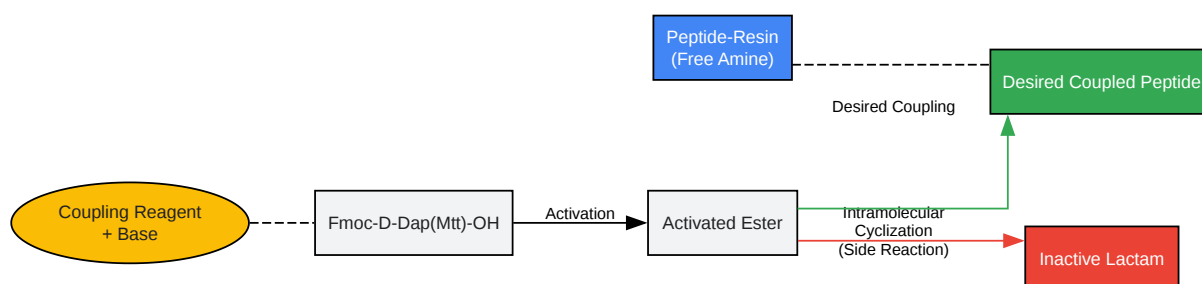 Peptide-Resin
(Free Amine)
Desired Coupled Peptide
Desired Coupling
Coupling Reagent
+ Base
Fmoc-D-Dap(Mtt)-OH
Activation
Activated Ester
Intramolecular
Cyclization
(Side Reaction)
Inactive Lactam